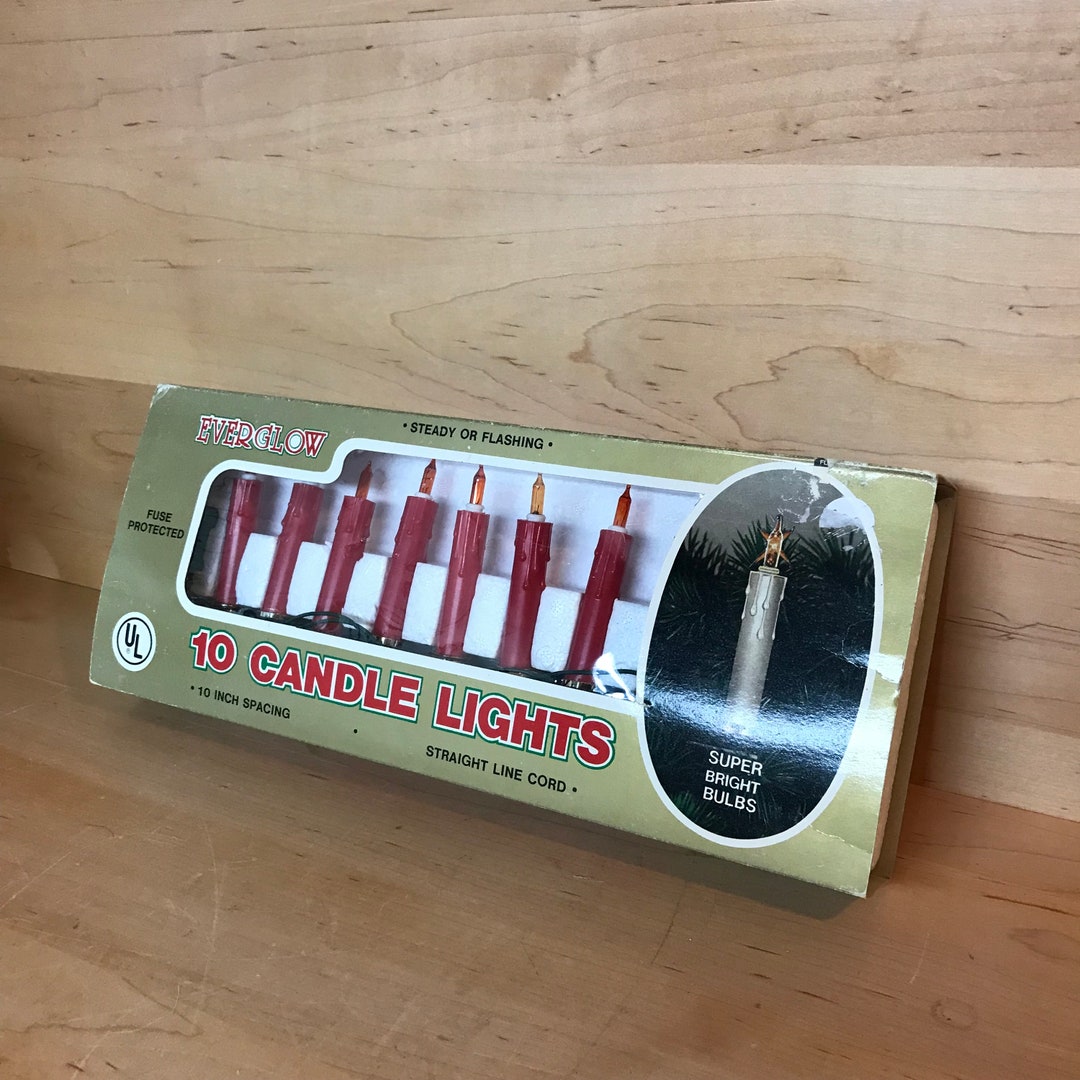 EVERGLOW
• STEADY OR FLASHING •
FUSE
PROTECTED
UL
10 CANDLE LIGHTS
• 10 INCH SPACING
•
STRAIGHT LINE CORD •
SUPER
BRIGHT
BULBS